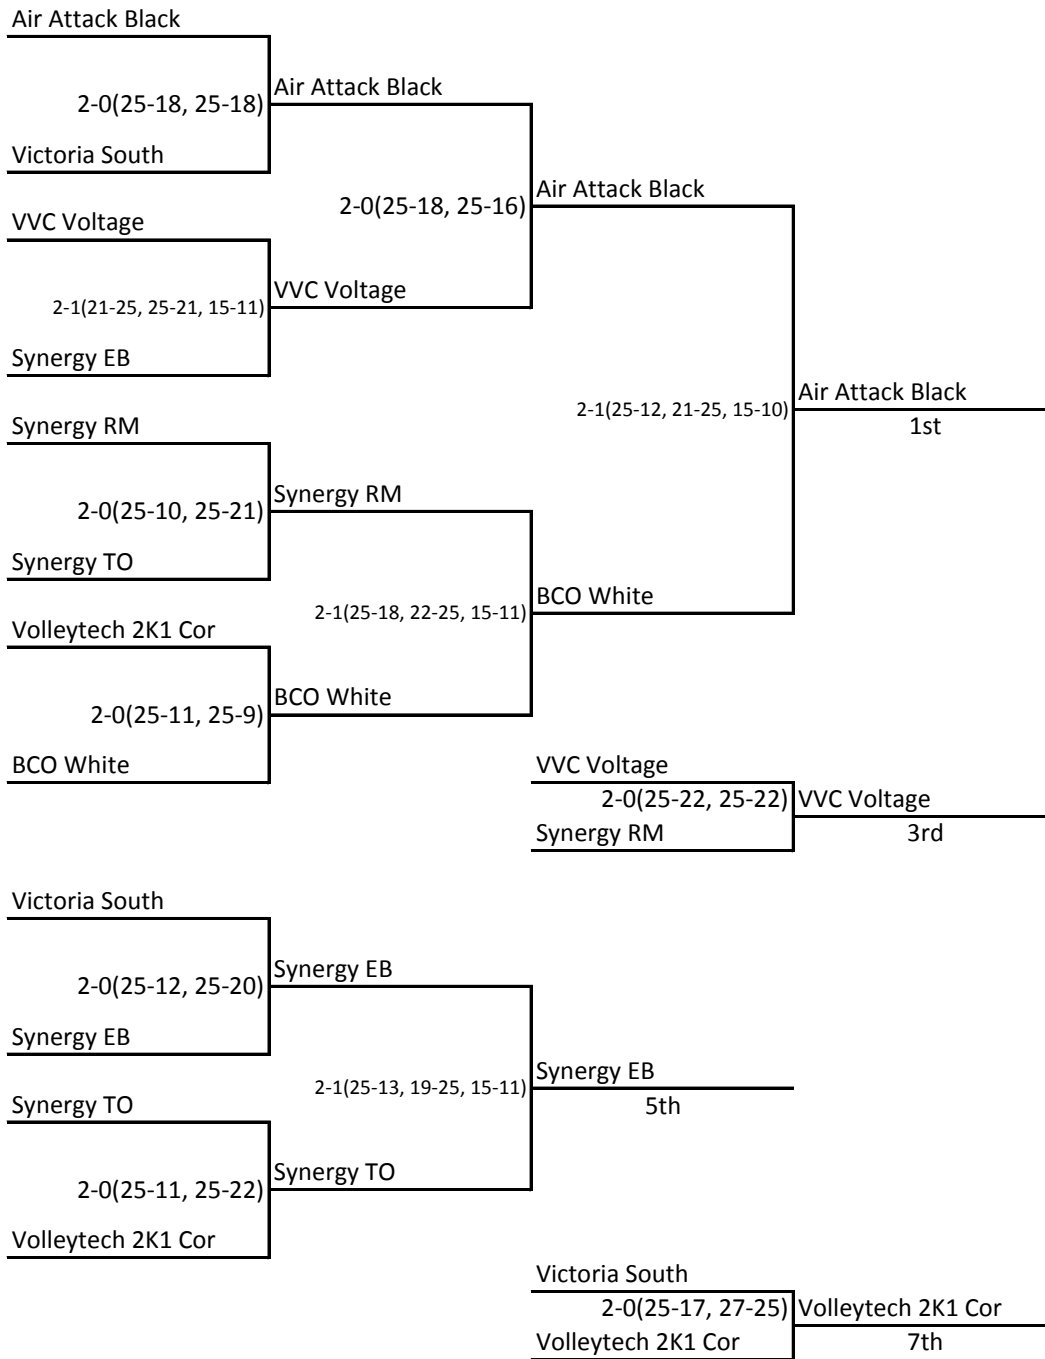 Air Attack Black
2-0(25-18, 25-18)
Air Attack Black
Victoria South
2-0(25-18, 25-16)
Air Attack Black
VVC Voltage
2-1(21-25, 25-21, 15-11)
VVC Voltage
Synergy EB
2-1(25-12, 21-25, 15-10)
Air Attack Black
1st
Synergy RM
2-0(25-10, 25-21)
Synergy RM
Synergy TO
2-1(25-18, 22-25, 15-11)
BCO White
Volleytech 2K1 Cor
2-0(25-11, 25-9)
BCO White
BCO White
VVC Voltage
2-0(25-22, 25-22)
VVC Voltage
Synergy RM
3rd
Victoria South
2-0(25-12, 25-20)
Synergy EB
Synergy EB
2-1(25-13, 19-25, 15-11)
Synergy EB
5th
Synergy TO
2-0(25-11, 25-22)
Synergy TO
Volleytech 2K1 Cor
Victoria South
2-0(25-17, 27-25)
Volleytech 2K1 Cor
Volleytech 2K1 Cor
7th